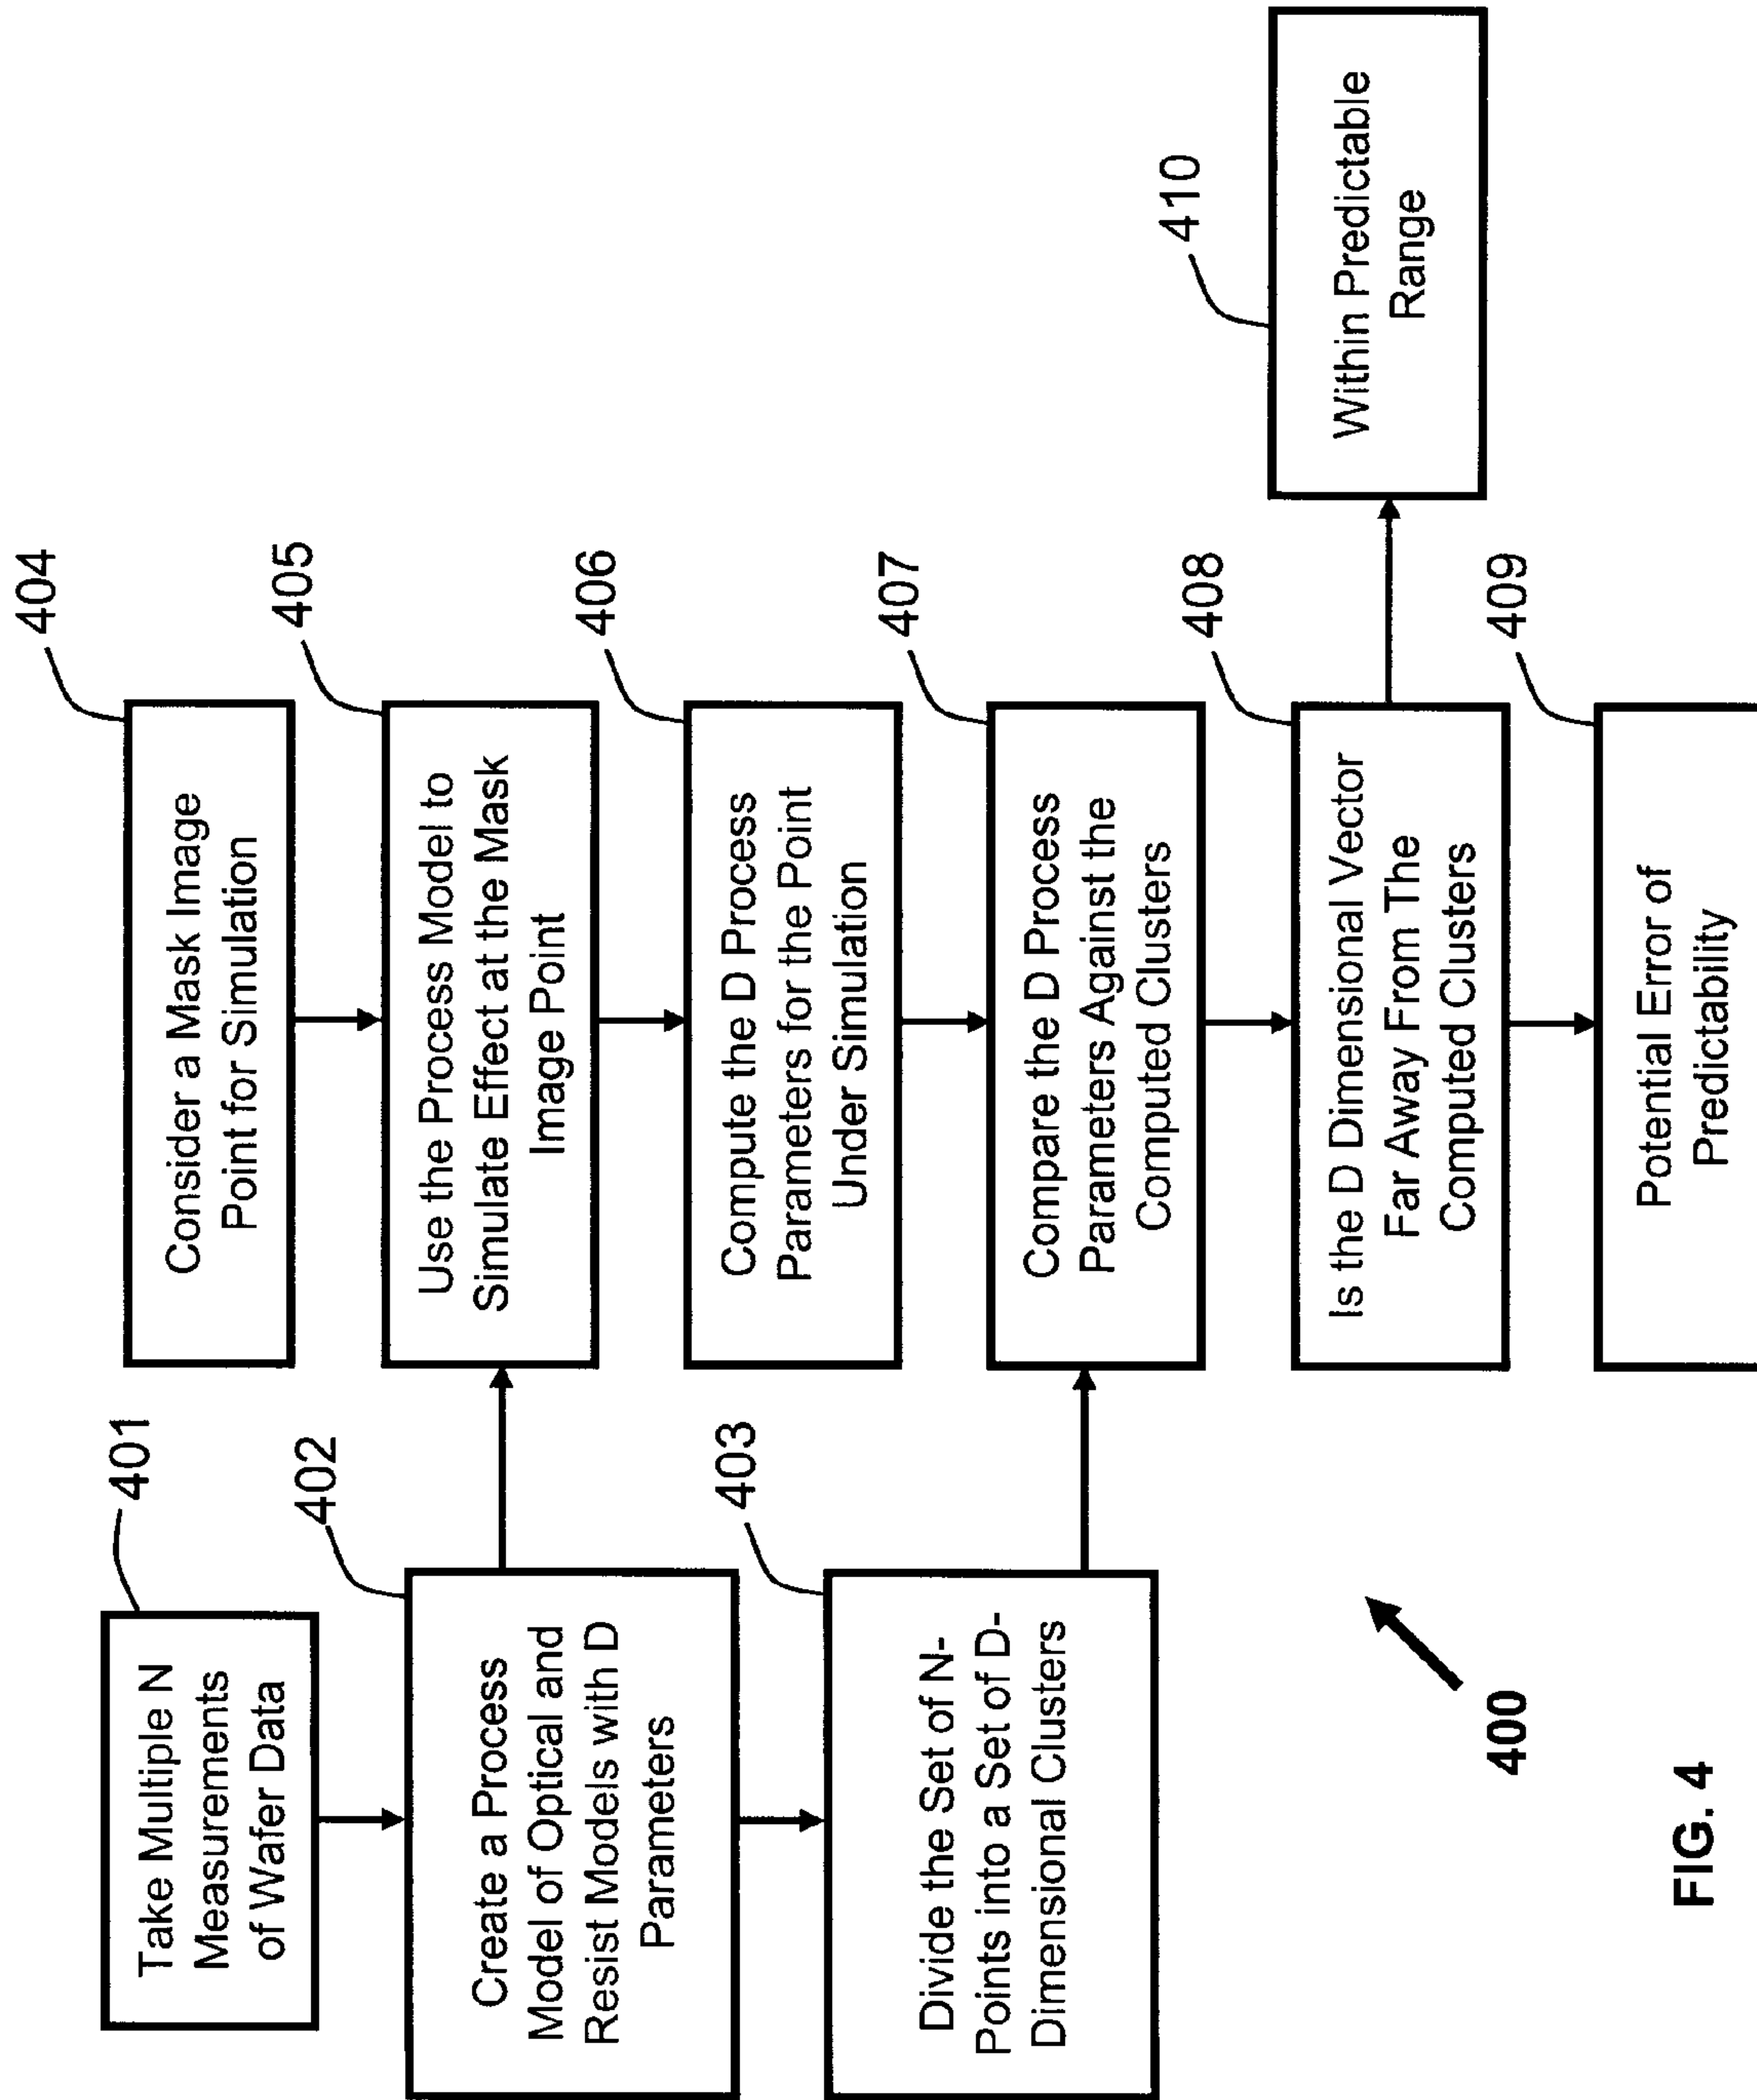 401
Take Multiple N
Measurements
of Wafer Data
402
Create a Process
Model of Optical and
Resist Models with D
Parameters
403
Divide the Set of N-
Points into a Set of D-
Dimensional Clusters
404
Consider a Mask Image
Point for Simulation
405
Use the Process Model to
Simulate Effect at the Mask
Image Point
406
Compute the D Process
Parameters for the Point
Under Simulation
407
Compare the D Process
Parameters Against the
Computed Clusters
408
Is the D Dimensional Vector
Far Away From The
Computed Clusters
409
Potential Error of
Predictability
410
Within Predictable
Range
400
FIG. 4